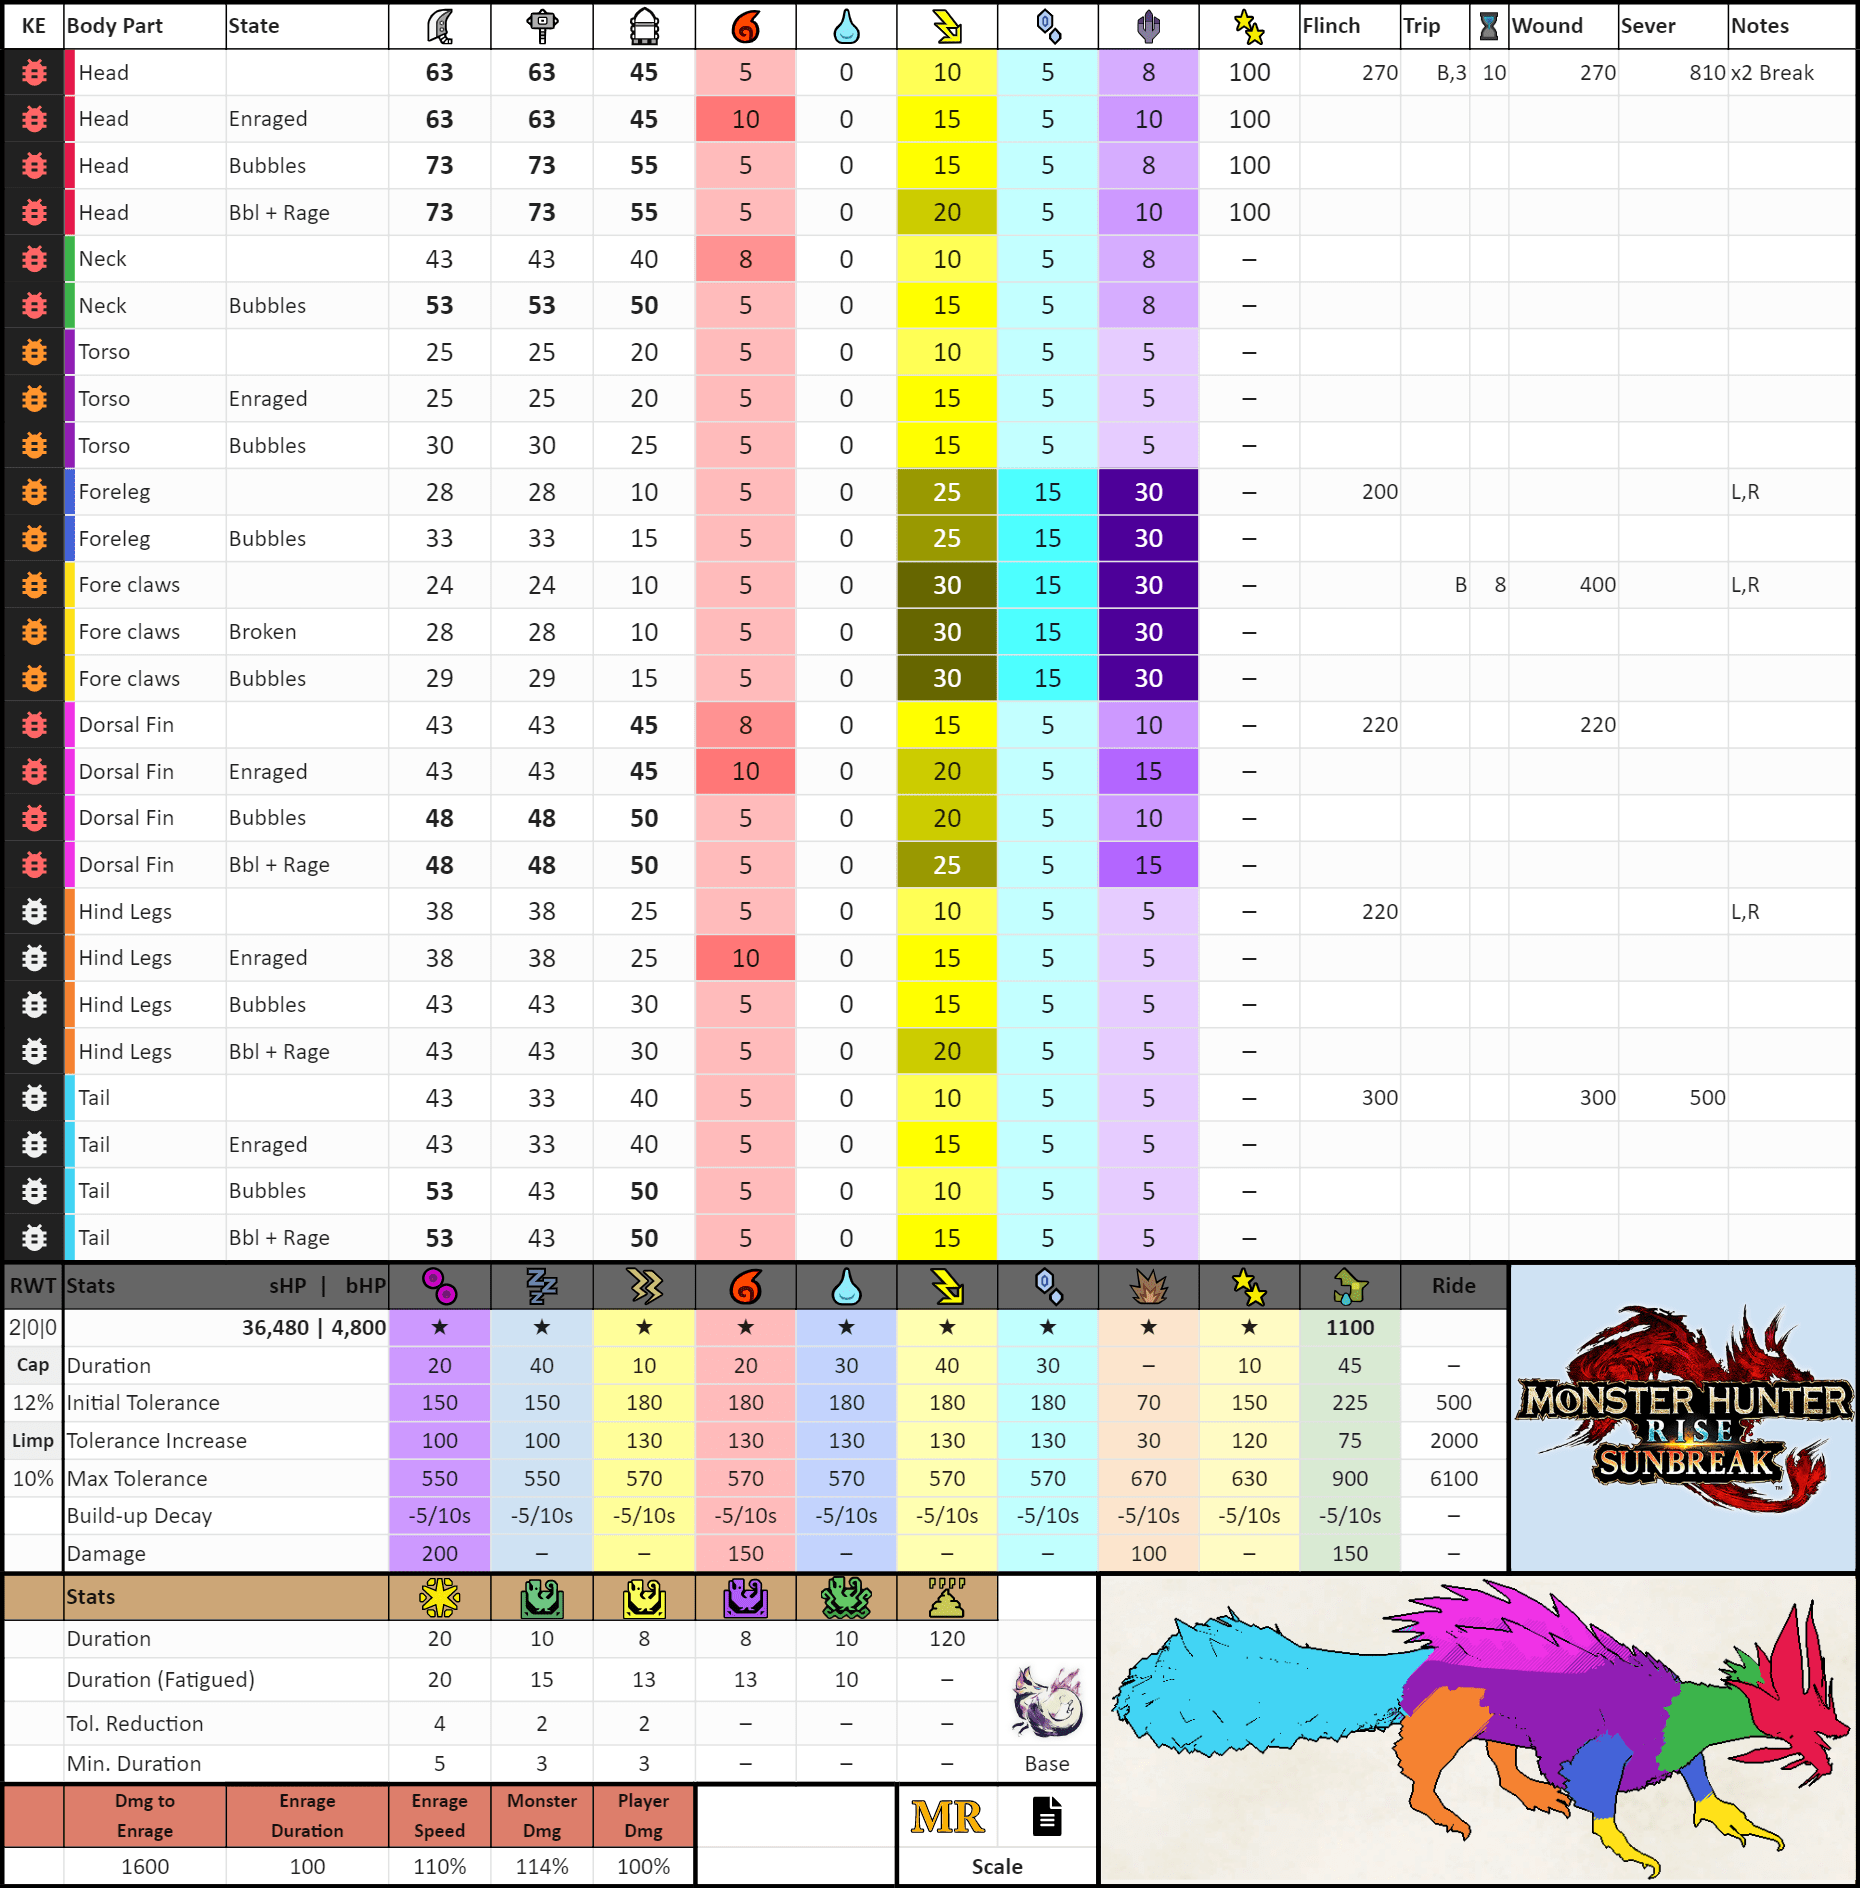 KE Body Part State Flinch Trip Wound Sever Notes
Head 63 63 45 5 0 10 5 8 100 270 B,3 10 270 810 x2 Break
Head Enraged 63 63 45 10 0 15 5 10 100
Head Bubbles 73 73 55 5 0 15 5 8 100
Head Bbl + Rage 73 73 55 5 0 20 5 10 100
Neck 43 43 40 8 0 10 5 8 –
Neck Bubbles 53 53 50 5 0 15 5 8 –
Torso 25 25 20 5 0 10 5 5 –
Torso Enraged 25 25 20 5 0 15 5 5 –
Torso Bubbles 30 30 25 5 0 15 5 5 –
Foreleg 28 28 10 5 0 25 15 30 – 200 L,R
Foreleg Bubbles 33 33 15 5 0 25 15 30 –
Fore claws 24 24 10 5 0 30 15 30 – B 8 400 L,R
Fore claws Broken 28 28 10 5 0 30 15 30 –
Fore claws Bubbles 29 29 15 5 0 30 15 30 –
Dorsal Fin 43 43 45 8 0 15 5 10 – 220 220
Dorsal Fin Enraged 43 43 45 10 0 20 5 15 –
Dorsal Fin Bubbles 48 48 50 5 0 20 5 10 –
Dorsal Fin Bbl + Rage 48 48 50 5 0 25 5 15 –
Hind Legs 38 38 25 5 0 10 5 5 – 220 L,R
Hind Legs Enraged 38 38 25 10 0 15 5 5 –
Hind Legs Bubbles 43 43 30 5 0 15 5 5 –
Hind Legs Bbl + Rage 43 43 30 5 0 20 5 5 –
Tail 43 33 40 5 0 10 5 5 – 300 300 500
Tail Enraged 43 33 40 5 0 15 5 5 –
Tail Bubbles 53 43 50 5 0 10 5 5 –
Tail Bbl + Rage 53 43 50 5 0 15 5 5 –
RWT Stats sHP | bHP Ride
2|0|0 36,480 | 4,800 ★ ★ ★ ★ ★ ★ ★ ★ ★ 1100
Cap Duration 20 40 10 20 30 40 30 – 10 45 –
12% Initial Tolerance 150 150 180 180 180 180 180 70 150 225 500
Limp Tolerance Increase 100 100 130 130 130 130 130 30 120 75 2000
10% Max Tolerance 550 550 570 570 570 570 570 670 630 900 6100
Build-up Decay -5/10s -5/10s -5/10s -5/10s -5/10s -5/10s -5/10s -5/10s -5/10s -5/10s –
Damage 200 – – 150 – – – 100 – 150 –
MONSTER HUNTER
RISE
SUNBREAK
TM
Stats
Duration 20 10 8 8 10 120
Duration (Fatigued) 20 15 13 13 10 –
Tol. Reduction 4 2 2 – – –
Min. Duration 5 3 3 – – – Base
Dmg to Enrage Enrage Monster Player
Enrage Duration Speed Dmg Dmg
MR
1600 100 110% 114% 100% Scale